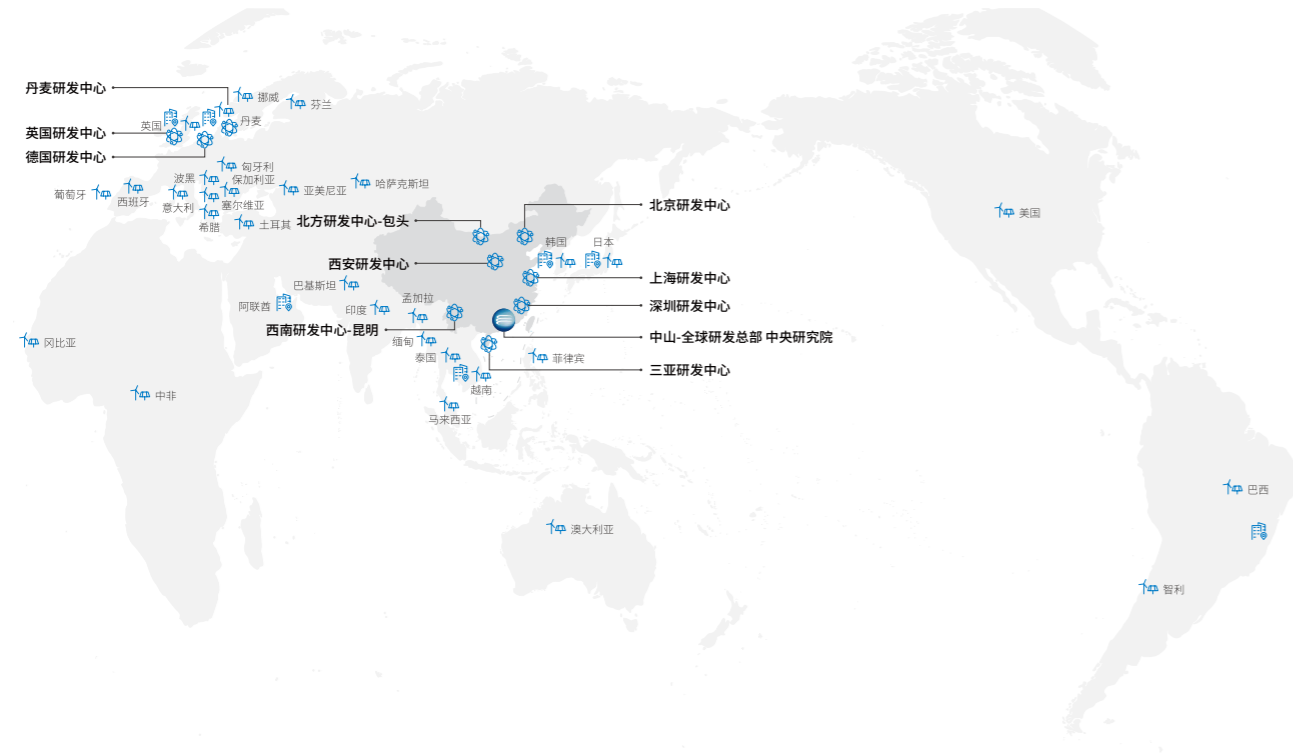 丹麦研发中心
挪威
芬兰
英国
丹麦
英国研发中心
德国研发中心
匈牙利
波黑
保加利亚
哈萨克斯坦
葡萄牙
西班牙
亚美尼亚
意大利
塞尔维亚
希腊
土耳其
北方研发中心-包头
北京研发中心
美国
韩国
日本
西安研发中心
上海研发中心
巴基斯坦
孟加拉
阿联酋
印度
深圳研发中心
西南研发中心-昆明
中山-全球研发总部 中央研究院
冈比亚
缅甸
泰国
菲律宾
三亚研发中心
越南
中非
马来西亚
巴西
澳大利亚
智利